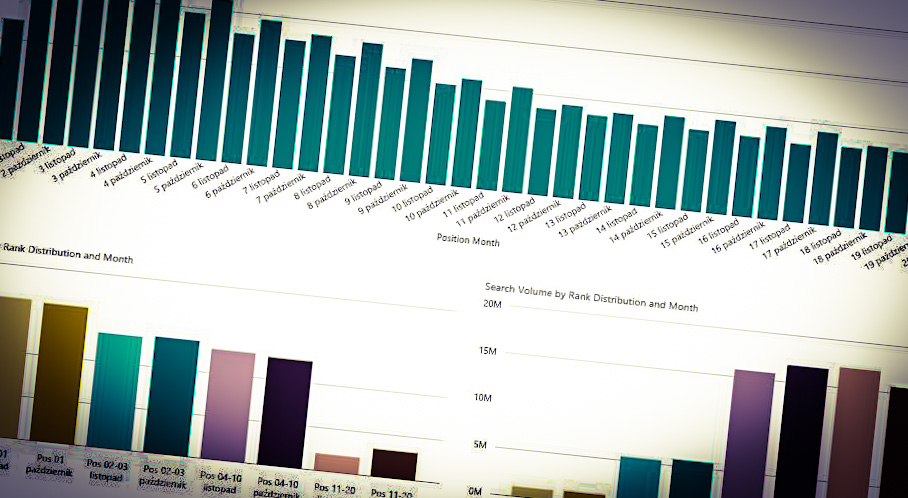 2 październik
3 listopad
3 październik
4 listopad
4 październik
5 listopad
5 październik
6 listopad
6 październik
7 listopad
7 październik
8 listopad
8 październik
9 listopad
9 październik
10 listopad
10 październik
11 listopad
11 październik
12 listopad
12 październik
13 listopad
13 październik
14 listopad
14 październik
15 listopad
15 październik
16 listopad
16 październik
17 listopad
17 październik
18 listopad
18 październik
19 listopad
Position Month
Rank Distribution and Month
Pos 01
październik
Pos 02-03
listopad
Pos 02-03
październik
Pos 04-10
listopad
Pos 04-10
październik
Pos 11-20
Pos 11-20
Search Volume by Rank Distribution and Month
20M
15M
10M
5M
0M